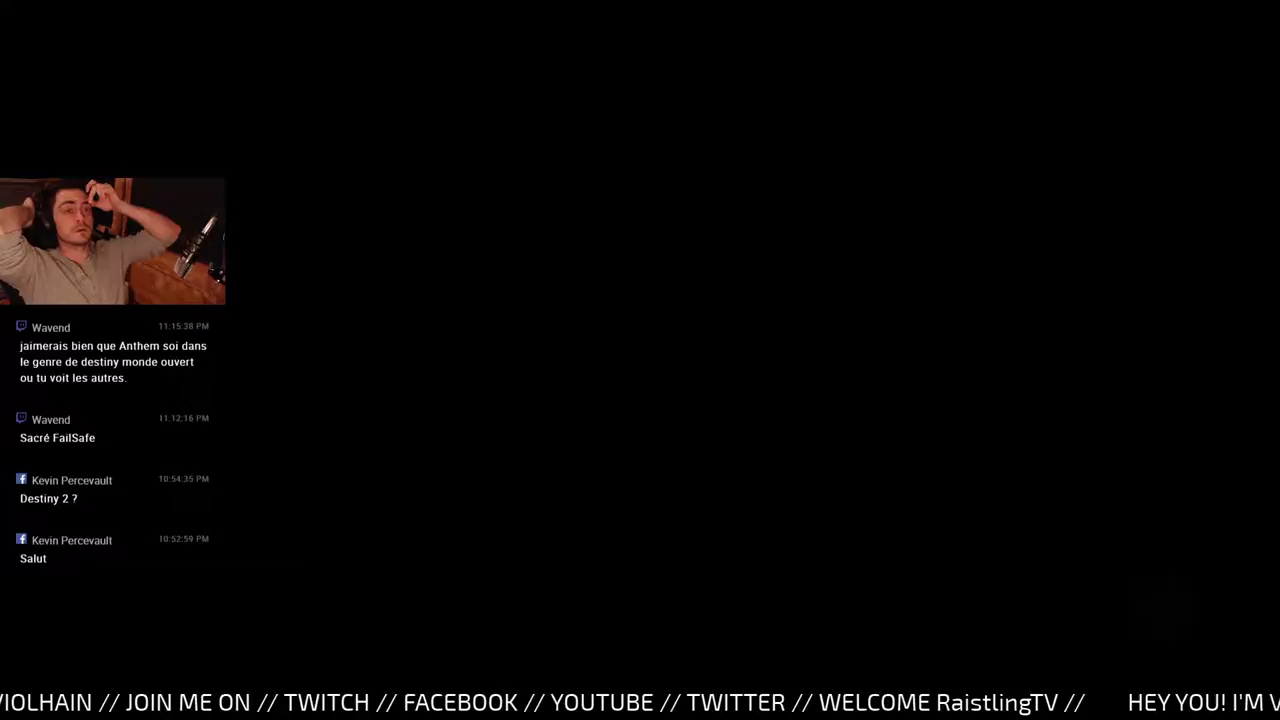 Wavend 11:15:38 PM
jaimerais bien que Anthem soi dans
le genre de destiny monde ouvert
ou tu voit les autres.
Wavend 11:12:16 PM
Sacré FailSafe
Kevin Percevault 10:54:35 PM
Destiny 2 ?
Kevin Percevault 10:52:59 PM
Salut
VIOLHAIN // JOIN ME ON // TWITCH // FACEBOOK // YOUTUBE // TWITTER // WELCOME RaistlingTV // HEY YOU! I'M V